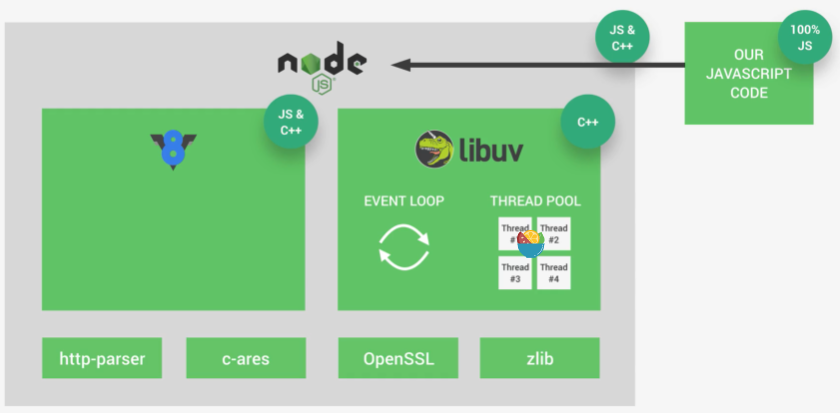 JS &
C++
100%
JS
node
JS
OUR
JAVASCRIPT
CODE
JS &
C++
C++
8
libuv
EVENT LOOP
THREAD POOL
Thread
Thread
#2
Thread
#3
Thread
#4
http-parser
c-ares
OpenSSL
zlib